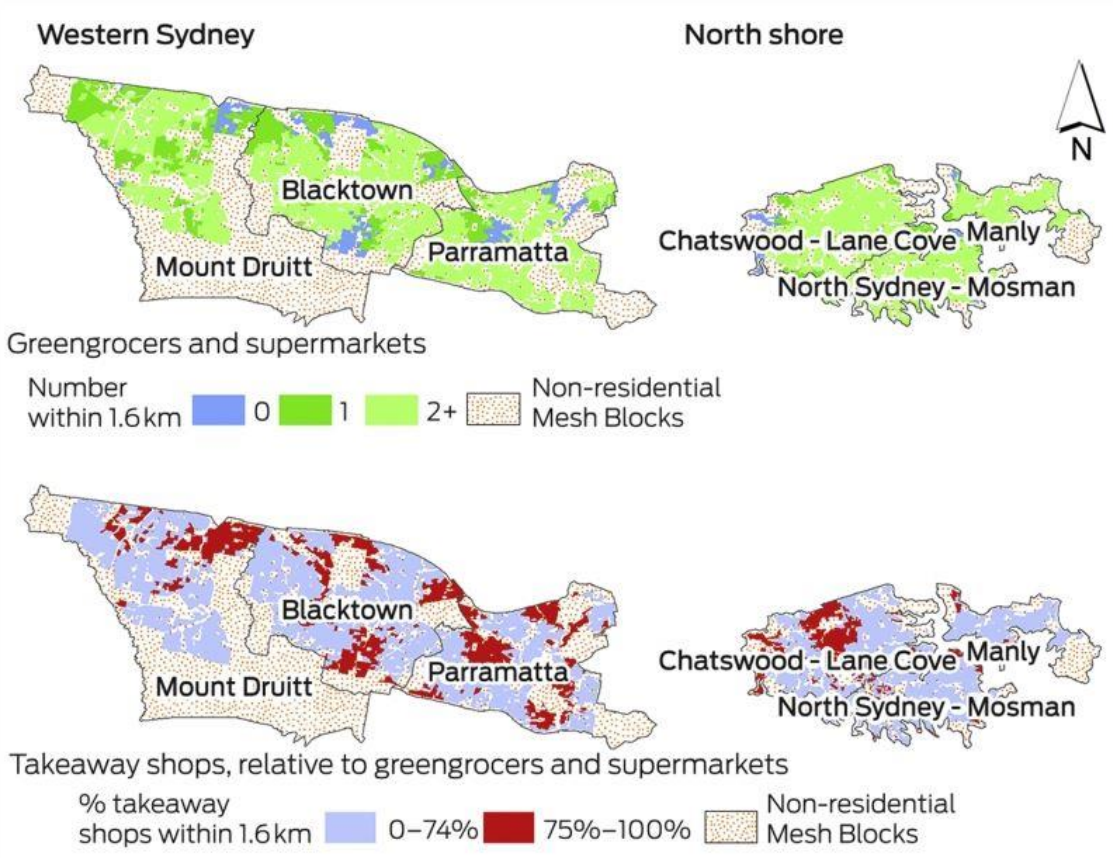 Western Sydney
North shore
N
Blacktown
Mount Druitt
Parramatta
Chatswood - Lane Cove
Manly
North Sydney - Mosman
Greengrocers and supermarkets
Number
within 1.6 km
0
1
2+
Non-residential
Mesh Blocks
Blacktown
Mount Druitt
Parramatta
Chatswood - Lane Cove
Manly
North Sydney - Mosman
Takeaway shops, relative to greengrocers and supermarkets
% takeaway
shops within 1.6 km
0–74%
75%–100%
Non-residential
Mesh Blocks